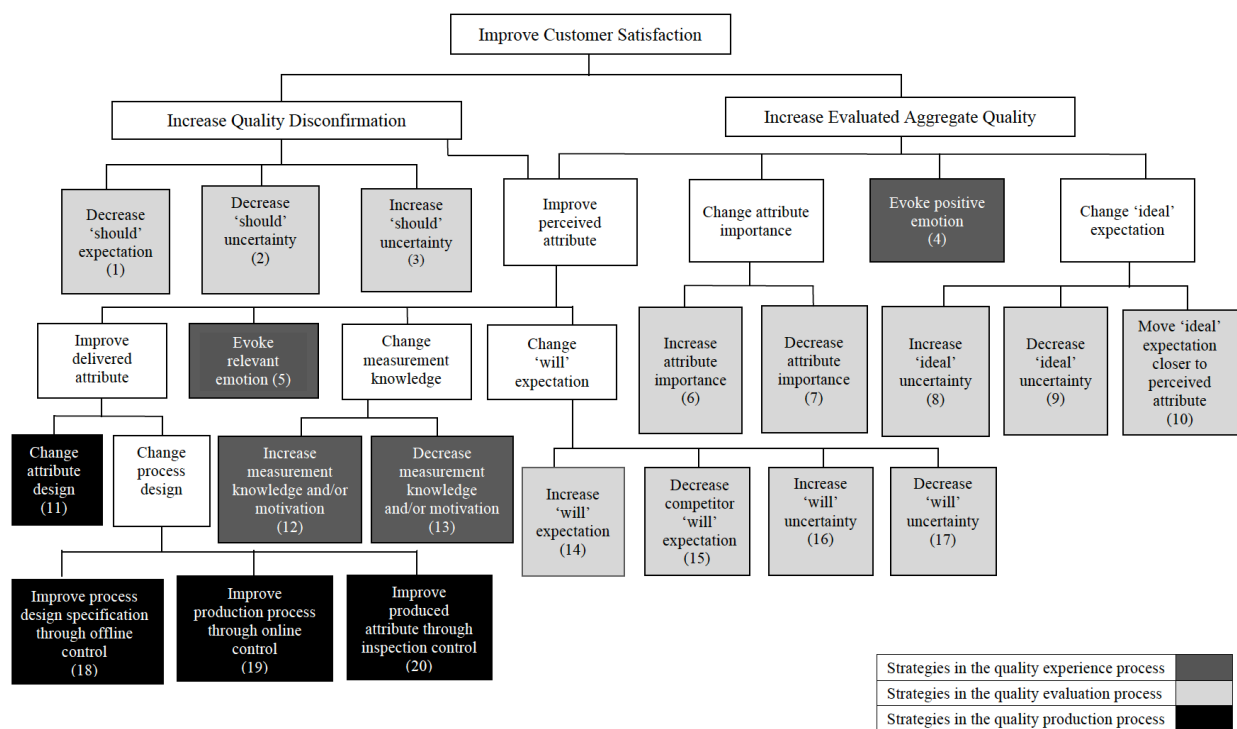 Improve Customer Satisfaction
Increase Quality Disconfirmation
Increase Evaluated Aggregate Quality
Decrease
‘should’
expectation
(1)
Decrease
‘should’
uncertainty
(2)
Increase
‘should’
uncertainty
(3)
Improve
perceived
attribute
Change attribute
importance
Evoke positive
emotion
(4)
Change ‘ideal’
expectation
Improve
delivered
attribute
Evoke
relevant
emotion (5)
Change
measurement
knowledge
Change
‘will’
expectation
Increase
attribute
importance
(6)
Decrease
attribute
importance
(7)
Increase
‘ideal’
uncertainty
(8)
Decrease
‘ideal’
uncertainty
(9)
Move ‘ideal’
expectation
closer to
perceived
attribute
(10)
Change
attribute
design
(11)
Change
process
design
Increase
measurement
knowledge and/or
motivation
(12)
Decrease
measurement
knowledge
and/or motivation
(13)
Increase
‘will’
expectation
(14)
Decrease
competitor
‘will’
expectation
(15)
Increase
‘will’
uncertainty
(16)
Decrease
‘will’
uncertainty
(17)
Improve process
design specification
through offline
control
(18)
Improve
production process
through online
control
(19)
Improve
produced
attribute through
inspection control
(20)
Strategies in the quality experience process
Strategies in the quality evaluation process
Strategies in the quality production process